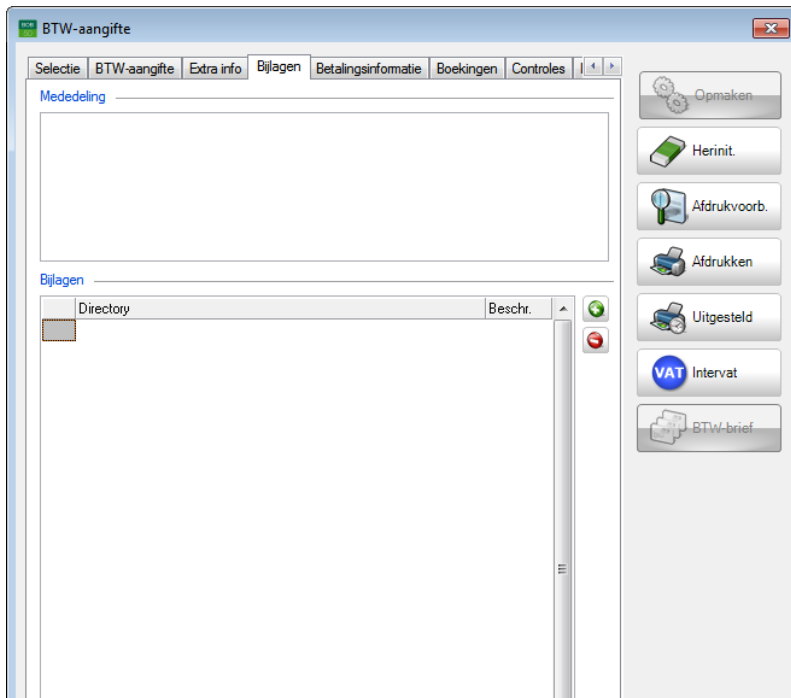 BTW-aangifte
Selectie BTW-aangifte Extra info Bijlagen Betalingsinformatie Boekingen Controles
Mededeling
Opmaken
Herinit.
Afdrukvoorb.
Afdrukken
Bijlagen
Directory Beschr.
Uitgesteld
VAT Intervat
BTW-brief